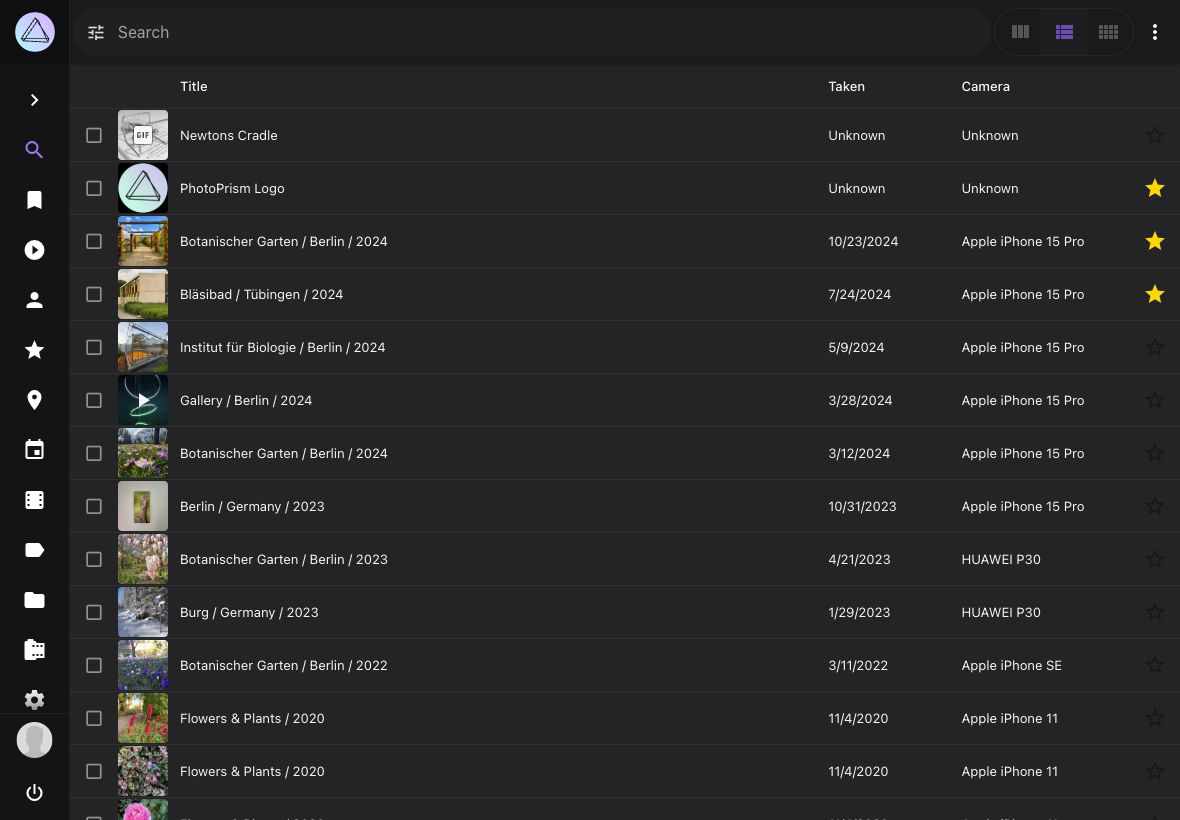 Search
Title Taken Camera
GIF Newtons Cradle Unknown Unknown
PhotoPrism Logo Unknown Unknown
Botanischer Garten / Berlin / 2024 10/23/2024 Apple iPhone 15 Pro
Bläsibad / Tübingen / 2024 7/24/2024 Apple iPhone 15 Pro
Institut für Biologie / Berlin / 2024 5/9/2024 Apple iPhone 15 Pro
Gallery / Berlin / 2024 3/28/2024 Apple iPhone 15 Pro
Botanischer Garten / Berlin / 2024 3/12/2024 Apple iPhone 15 Pro
Berlin / Germany / 2023 10/31/2023 Apple iPhone 15 Pro
Botanischer Garten / Berlin / 2023 4/21/2023 HUAWEI P30
Burg / Germany / 2023 1/29/2023 HUAWEI P30
Botanischer Garten / Berlin / 2022 3/11/2022 Apple iPhone SE
Flowers & Plants / 2020 11/4/2020 Apple iPhone 11
Flowers & Plants / 2020 11/4/2020 Apple iPhone 11